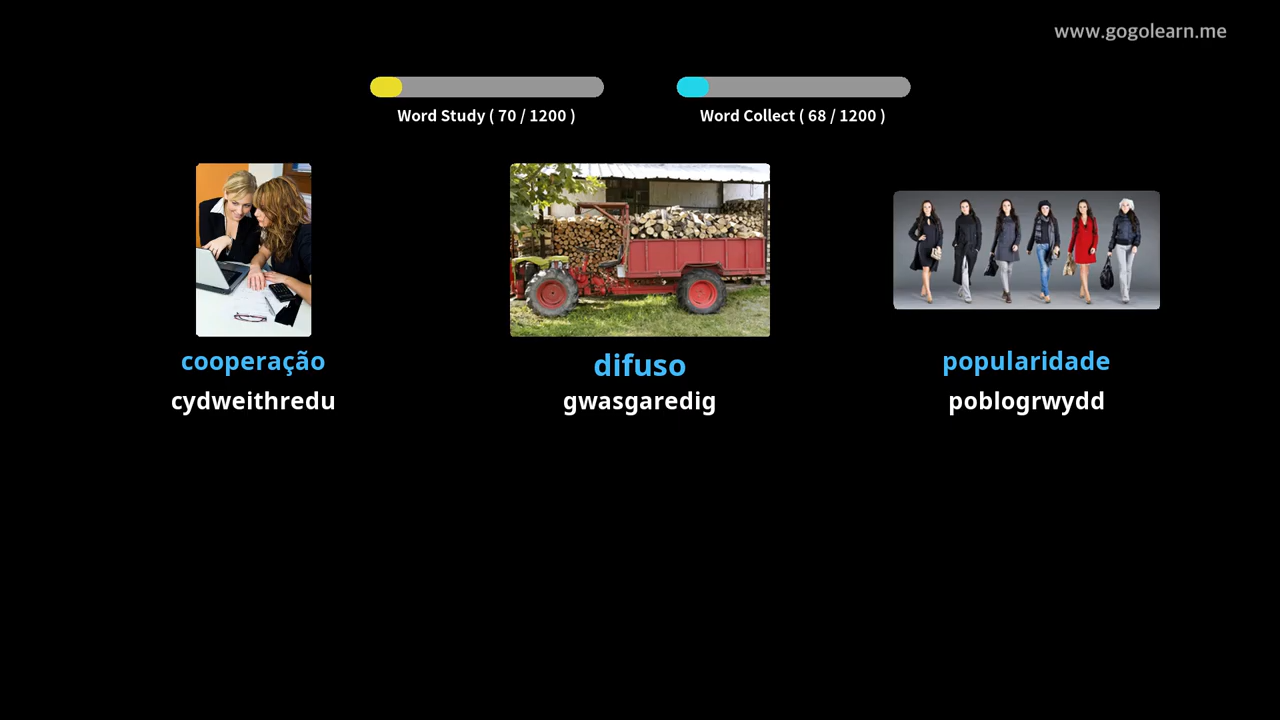 www.gogolearn.me
Word Study ( 70 / 1200 )
Word Collect ( 68 / 1200 )
cooperação
difuso
popularidade
cydweithredu
gwasgaredig
poblogrwydd